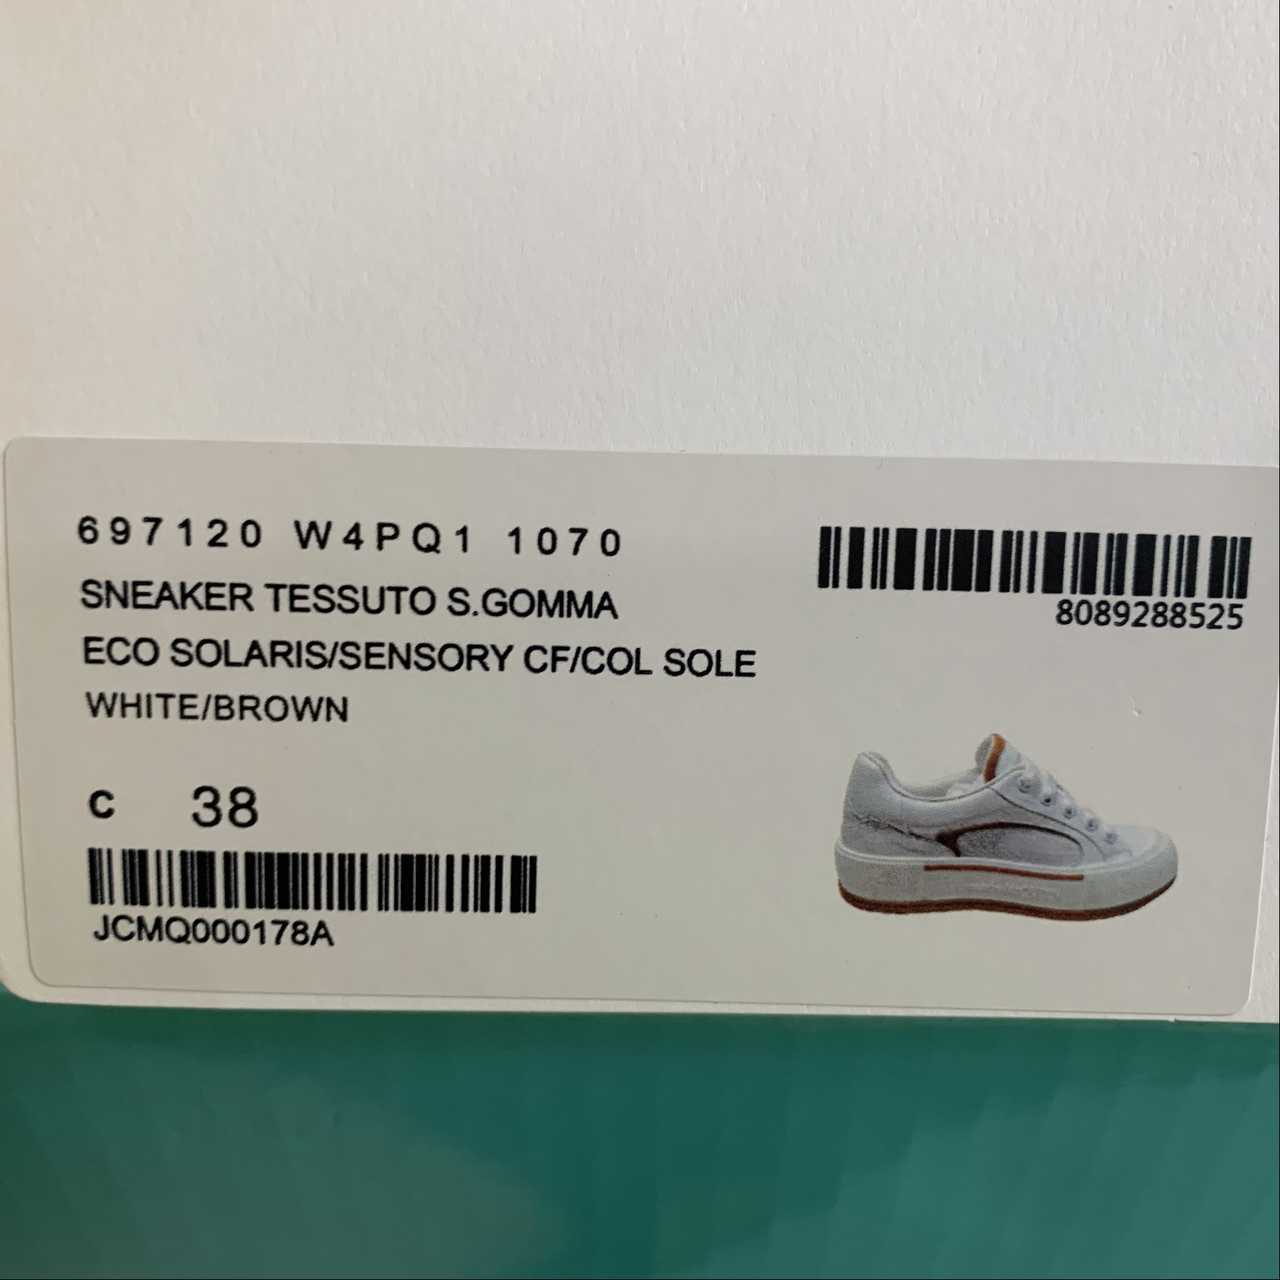 697120 W4PQ1 1070
SNEAKER TESSUTO S.GOMMA
ECO SOLARIS/SENSORY CF/COL SOLE
WHITE/BROWN
C 38
JCMQ000178A
8089288525